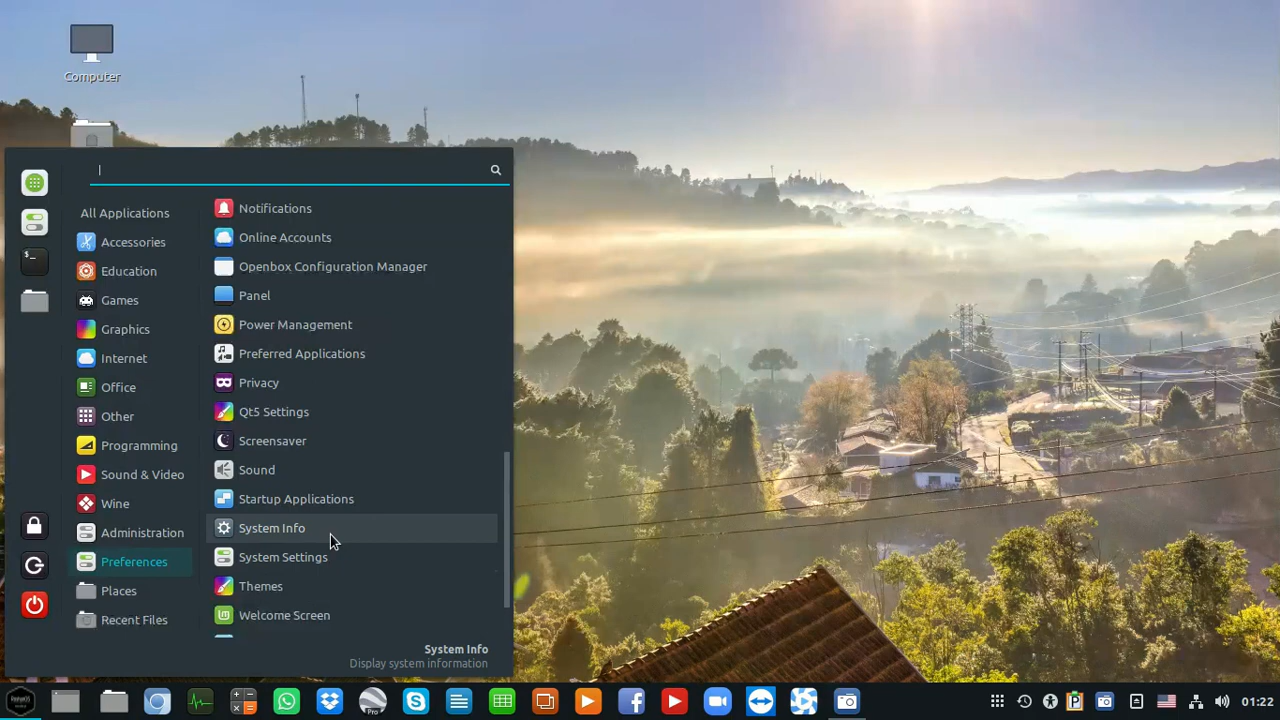 Computer
All Applications
Accessories
Education
Games
Graphics
Internet
Office
Other
Programming
Sound & Video
Wine
Administration
Preferences
Places
Recent Files
Notifications
Online Accounts
Openbox Configuration Manager
Panel
Power Management
Preferred Applications
Privacy
Qt5 Settings
Screensaver
Sound
Startup Applications
System Info
System Settings
Themes
Welcome Screen
System Info
Display system information
Pro
01:22